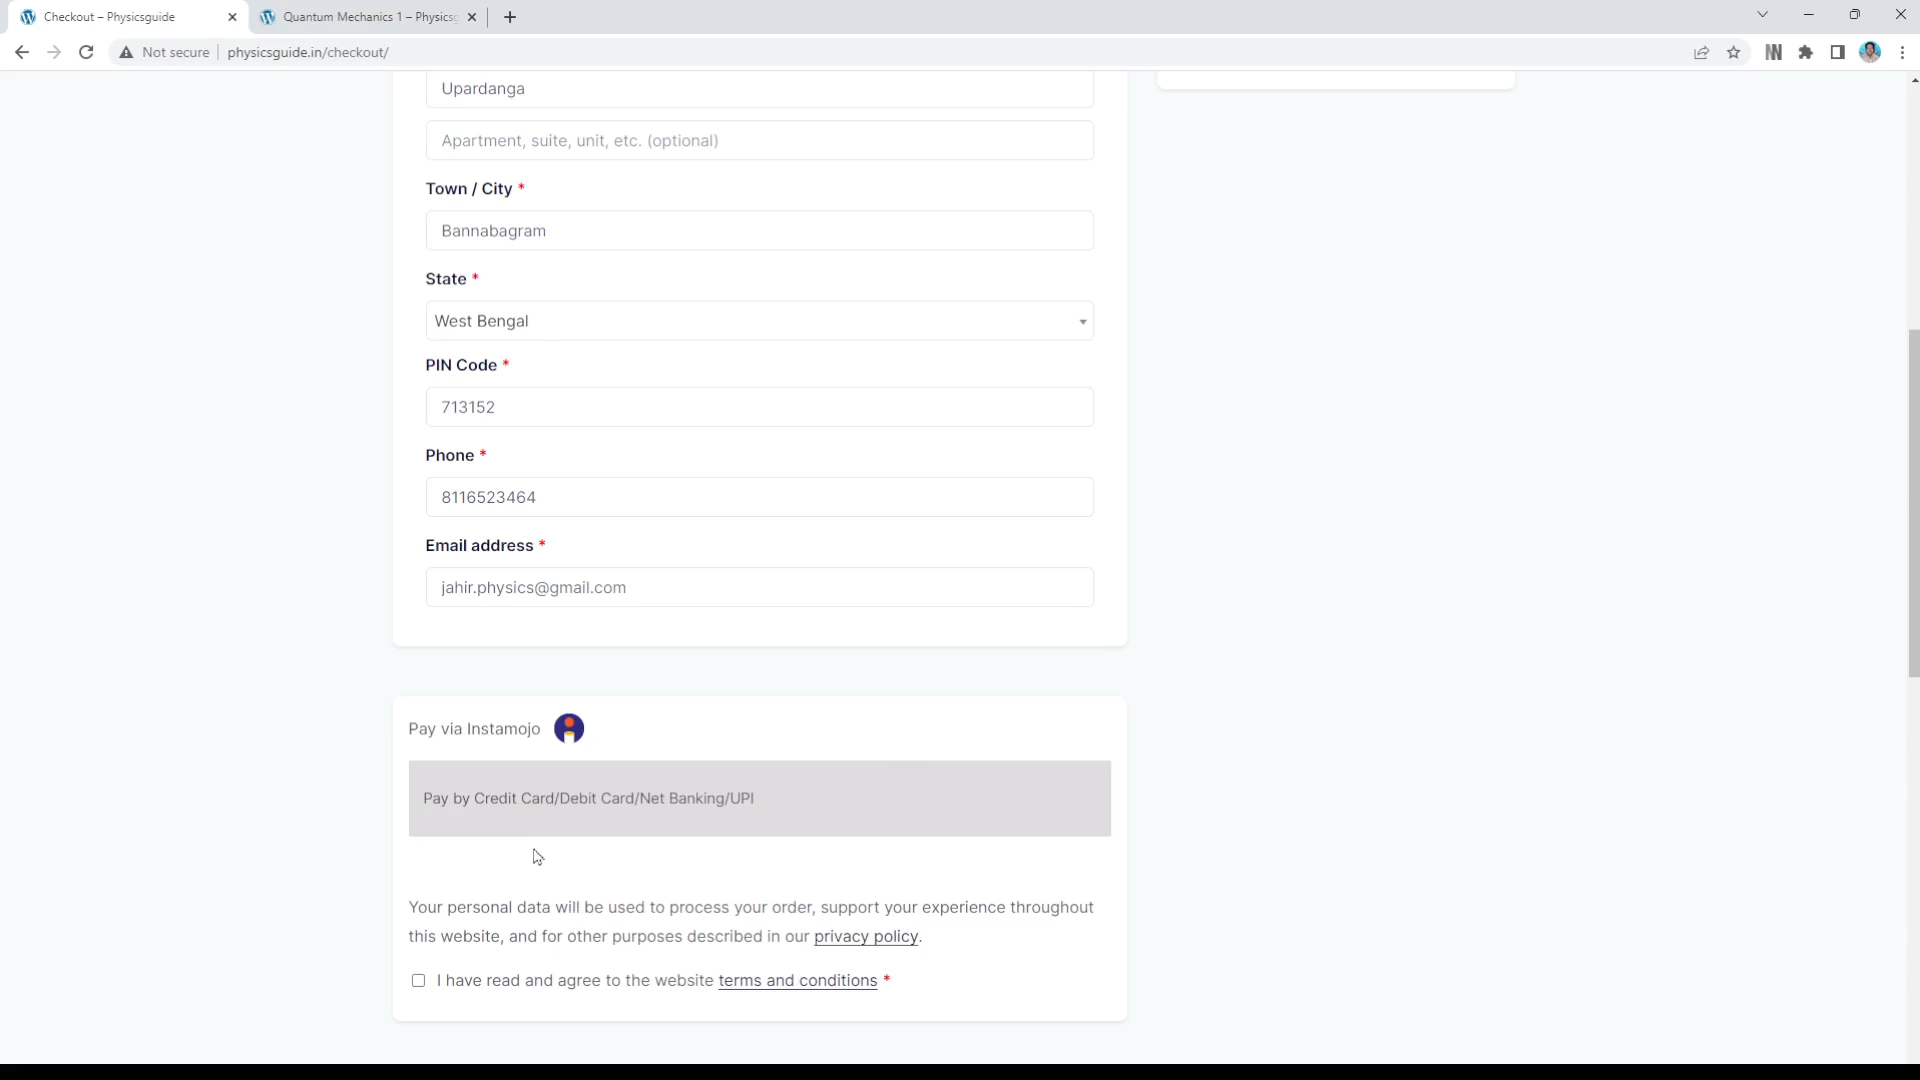 Checkout – Physicsguide
Quantum Mechanics 1 – Physicsg
Not secure
physicsguide.in/checkout/
Upardanga
Apartment, suite, unit, etc. (optional)
Town / City *
Bannabagram
State *
West Bengal
PIN Code *
713152
Phone *
8116523464
Email address *
jahir.physics@gmail.com
Pay via Instamojo
Pay by Credit Card/Debit Card/Net Banking/UPI
Your personal data will be used to process your order, support your experience throughout
this website, and for other purposes described in our privacy policy.
I have read and agree to the website terms and conditions *